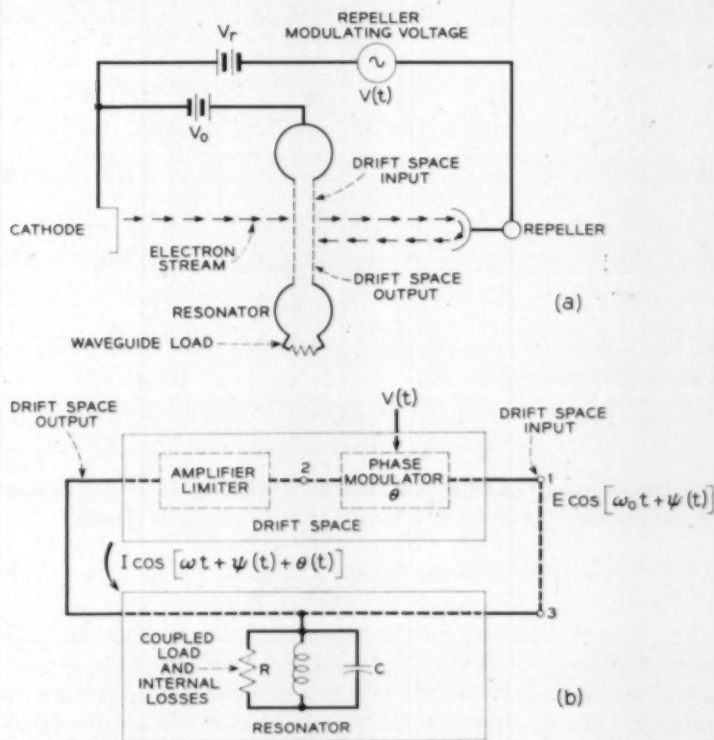 REPELLER
MODULATING VOLTAGE
Vr
V(t)
V0
DRIFT SPACE
INPUT
CATHODE
REPELLER
ELECTRON
STREAM
DRIFT SPACE
OUTPUT
RESONATOR
(a)
WAVEGUIDE LOAD
DRIFT SPACE
OUTPUT
V(t)
DRIFT SPACE
INPUT
AMPLIFIER
LIMITER
2
PHASE
MODULATOR
θ
1
E cos [ω₀ t + ψ(t)]
DRIFT SPACE
I cos [ωt + ψ(t) + θ(t)]
3
COUPLED
LOAD
AND
INTERNAL
LOSSES
R
C
(b)
RESONATOR